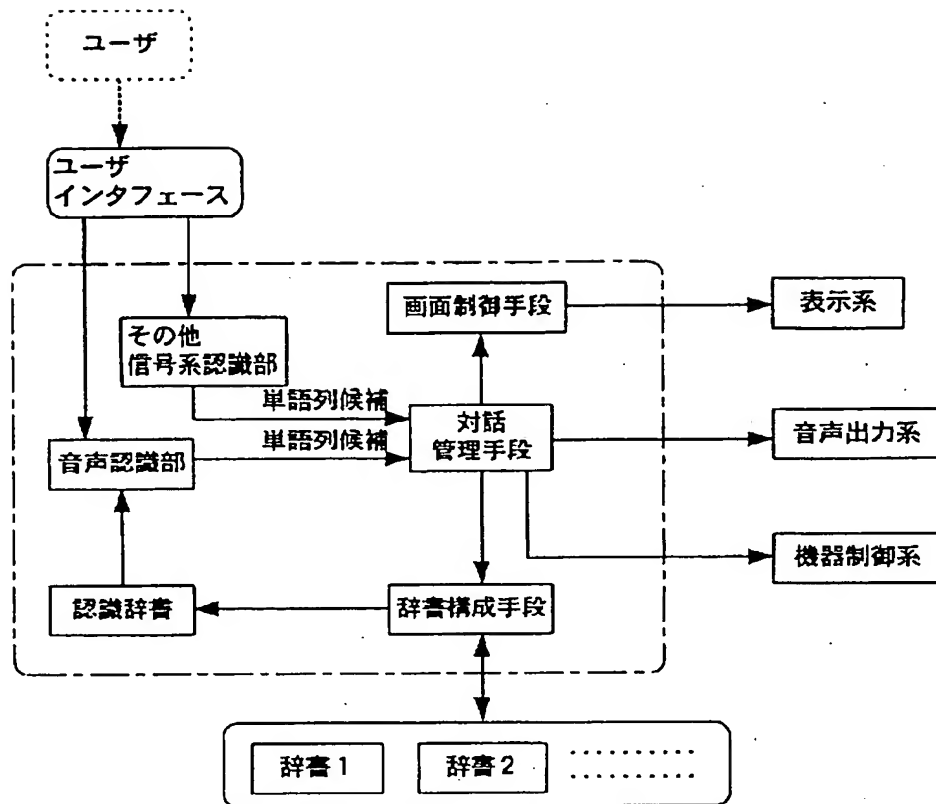 ユーザ
ユーザ
インタフェース
その他
信号系認識部
画面制御手段
表示系
単語列候補
単語列候補
対話
管理手段
音声出力系
音声認識部
機器制御系
認識辞書
辞書構成手段
辞書1
辞書2